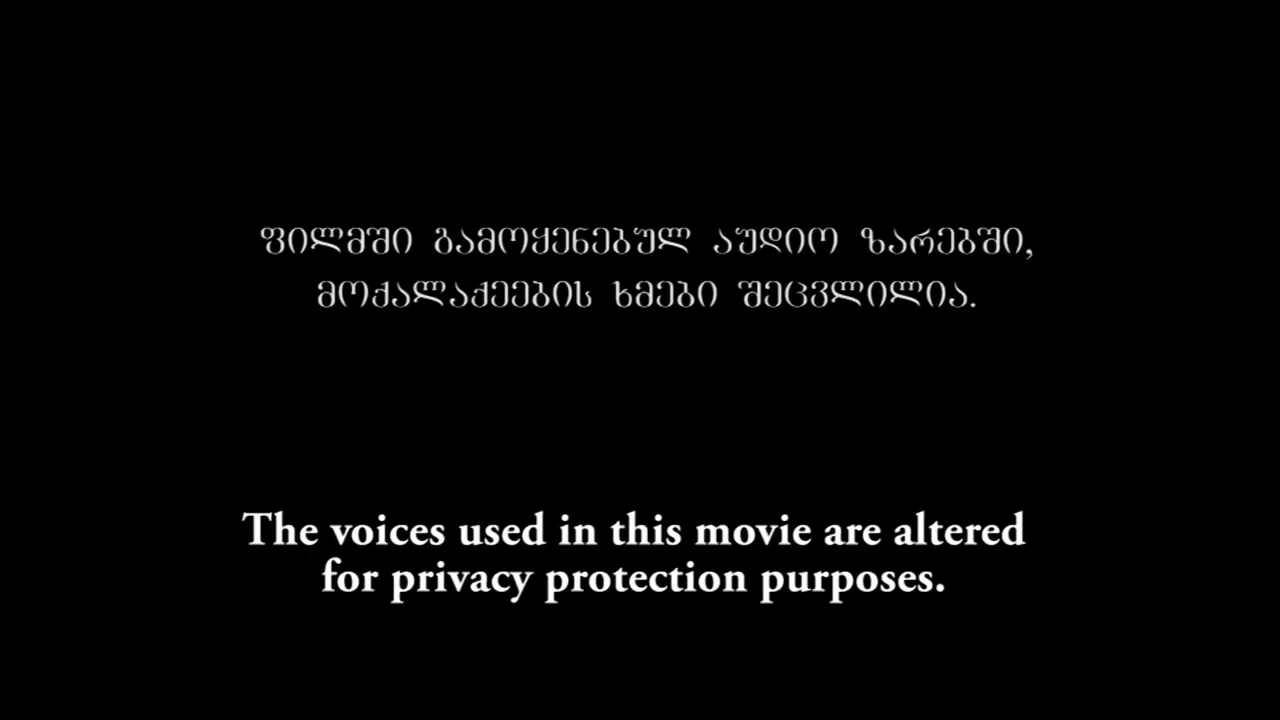 ფილმში გამოყენებულ აუდიო ზარებში,
მოქალაქეების ხმები შეცვლილია.
The voices used in this movie are altered
for privacy protection purposes.